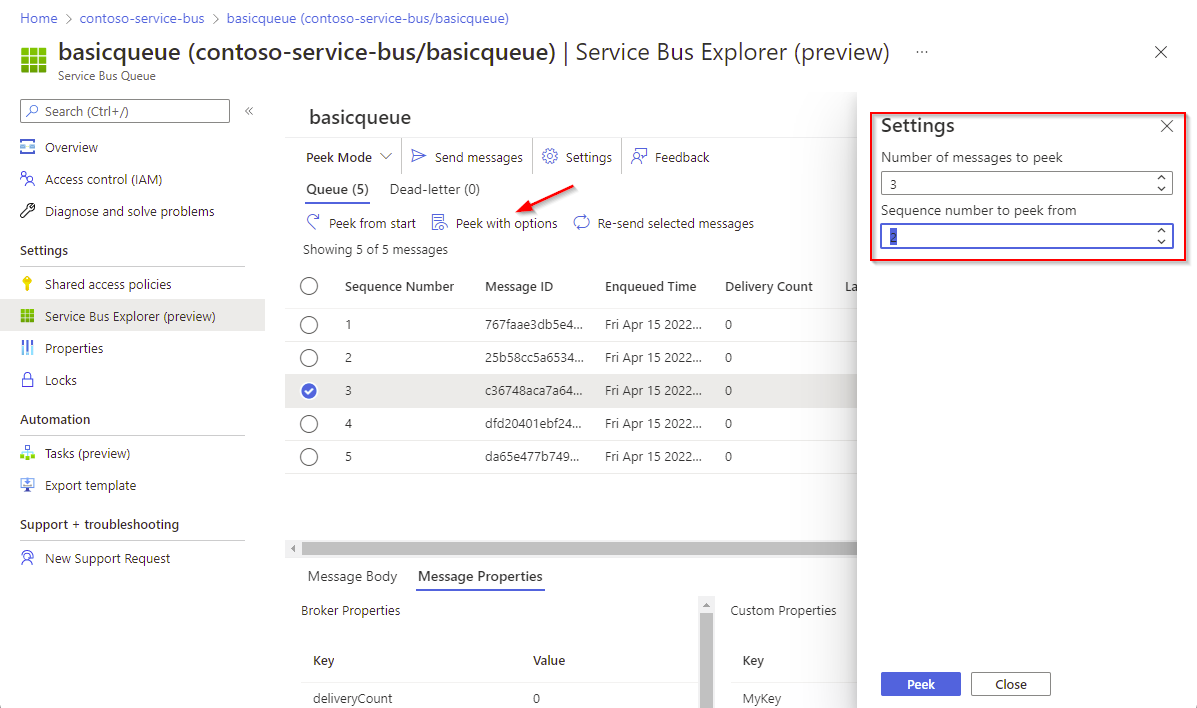 Home > contoso-service-bus > basicqueue (contoso-service-bus/basicqueue)
basicqueue (contoso-service-bus/basicqueue) | Service Bus Explorer (preview) ...
Service Bus Queue
Search (Ctrl+/)
«
Overview
Access control (IAM)
Diagnose and solve problems
Settings
Shared access policies
Service Bus Explorer (preview)
Properties
Locks
Automation
Tasks (preview)
Export template
Support + troubleshooting
New Support Request
basicqueue
Peek Mode Send messages Settings Feedback
Queue (5) Dead-letter (0)
Peek from start Peek with options Re-send selected messages
Showing 5 of 5 messages
Sequence Number Message ID Enqueued Time Delivery Count La
1 767faae3db5e4... Fri Apr 15 2022... 0
2 25b58cc5a6534... Fri Apr 15 2022... 0
3 c36748aca7a64... Fri Apr 15 2022... 0
4 dfd20401ebf24... Fri Apr 15 2022... 0
5 da65e477b749... Fri Apr 15 2022... 0
Message Body Message Properties
Broker Properties
Key Value
deliveryCount 0
Custom Properties
Key
MyKey
Settings
Number of messages to peek
3
Sequence number to peek from
2
Peek Close